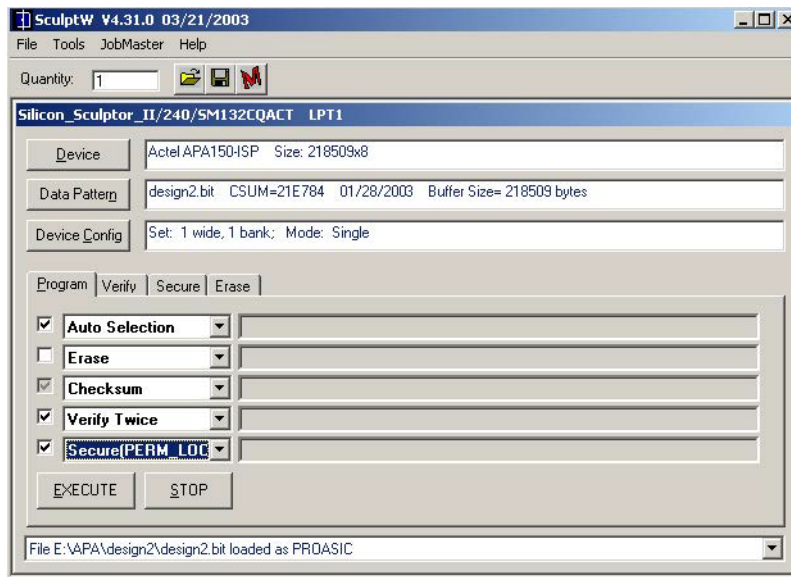 SculptW V4.31.0 03/21/2003
File Tools JobMaster Help
Quantity: 1
Silicon_Sculptor_II/240/SM132CQACT LPT1
Device Actel APA150-ISP Size: 218509x8
Data Pattern design2.bit CSUM=21E784 01/28/2003 Buffer Size= 218509 bytes
Device Config Set: 1 wide, 1 bank; Mode: Single
Program Verify Secure Erase
Auto Selection
Erase
Checksum
Verify Twice
Secure(PERM_LOC
EXECUTE STOP
File E:\APA\design2\design2.bit loaded as PROASIC